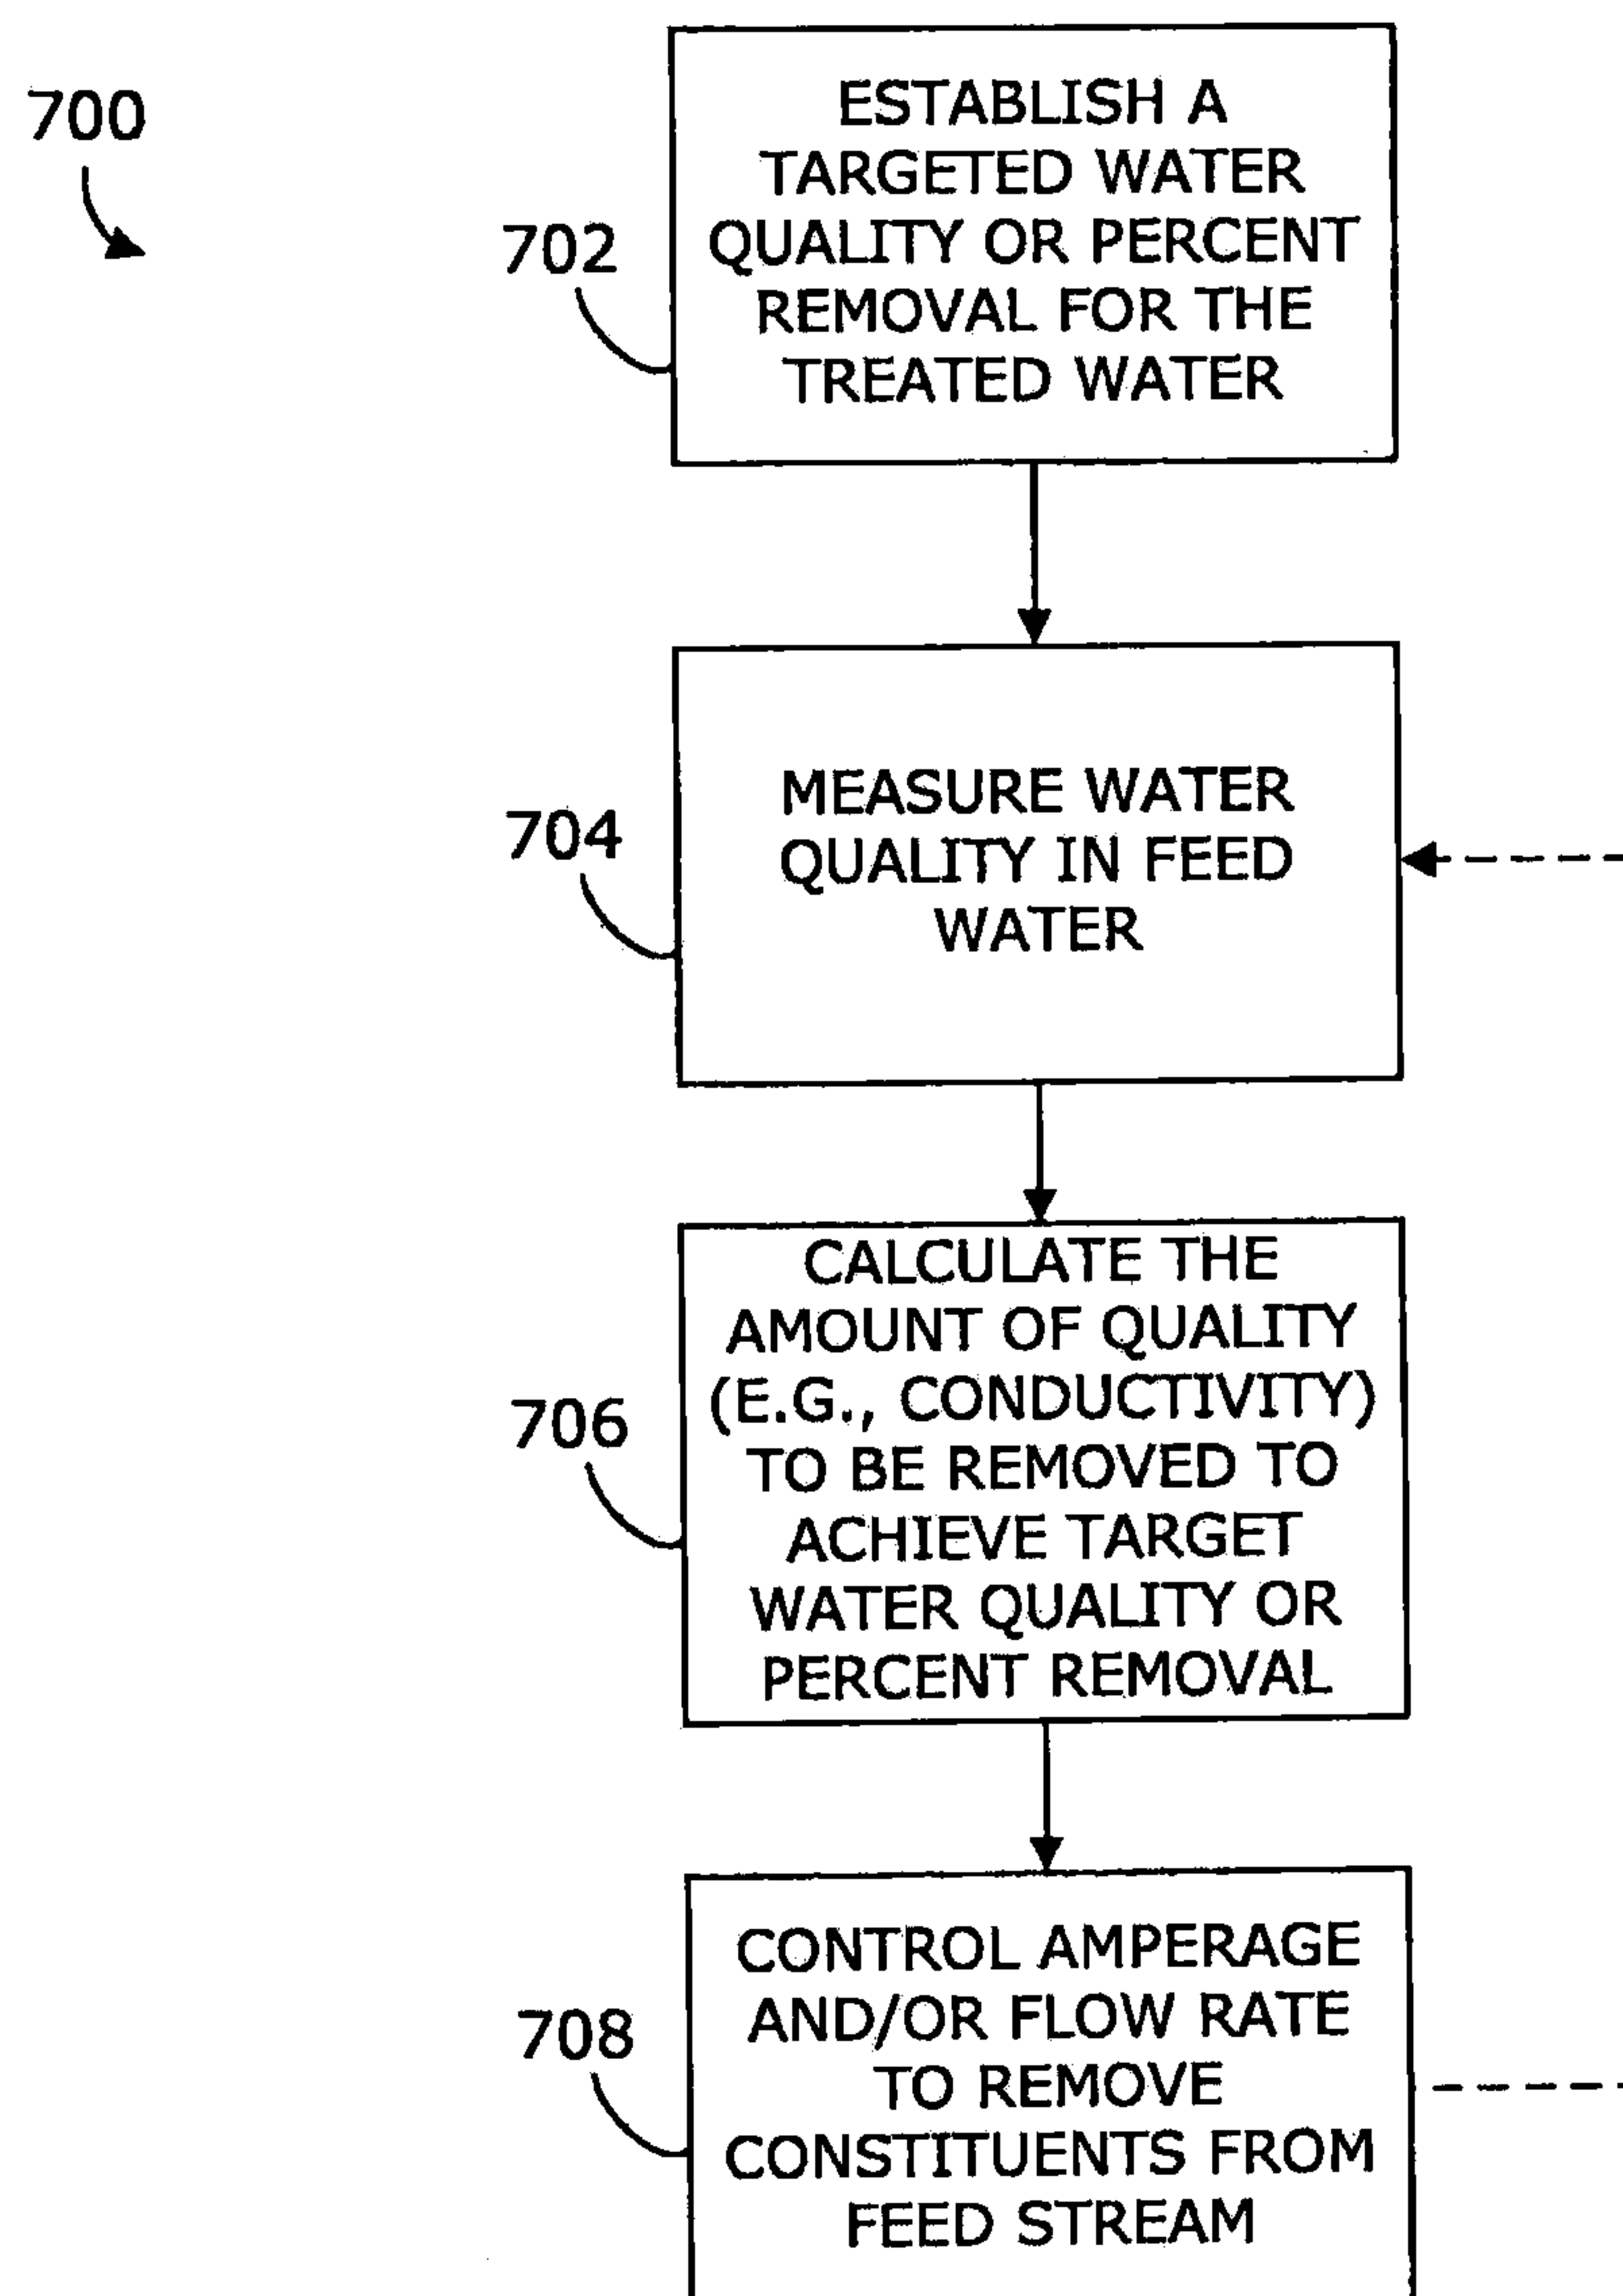 700
702
ESTABLISH A
TARGETED WATER
QUALITY OR PERCENT
REMOVAL FOR THE
TREATED WATER
704
MEASURE WATER
QUALITY IN FEED
WATER
706
CALCULATE THE
AMOUNT OF QUALITY
(E.G., CONDUCTIVITY)
TO BE REMOVED TO
ACHIEVE TARGET
WATER QUALITY OR
PERCENT REMOVAL
708
CONTROL AMPERAGE
AND/OR FLOW RATE
TO REMOVE
CONSTITUENTS FROM
FEED STREAM